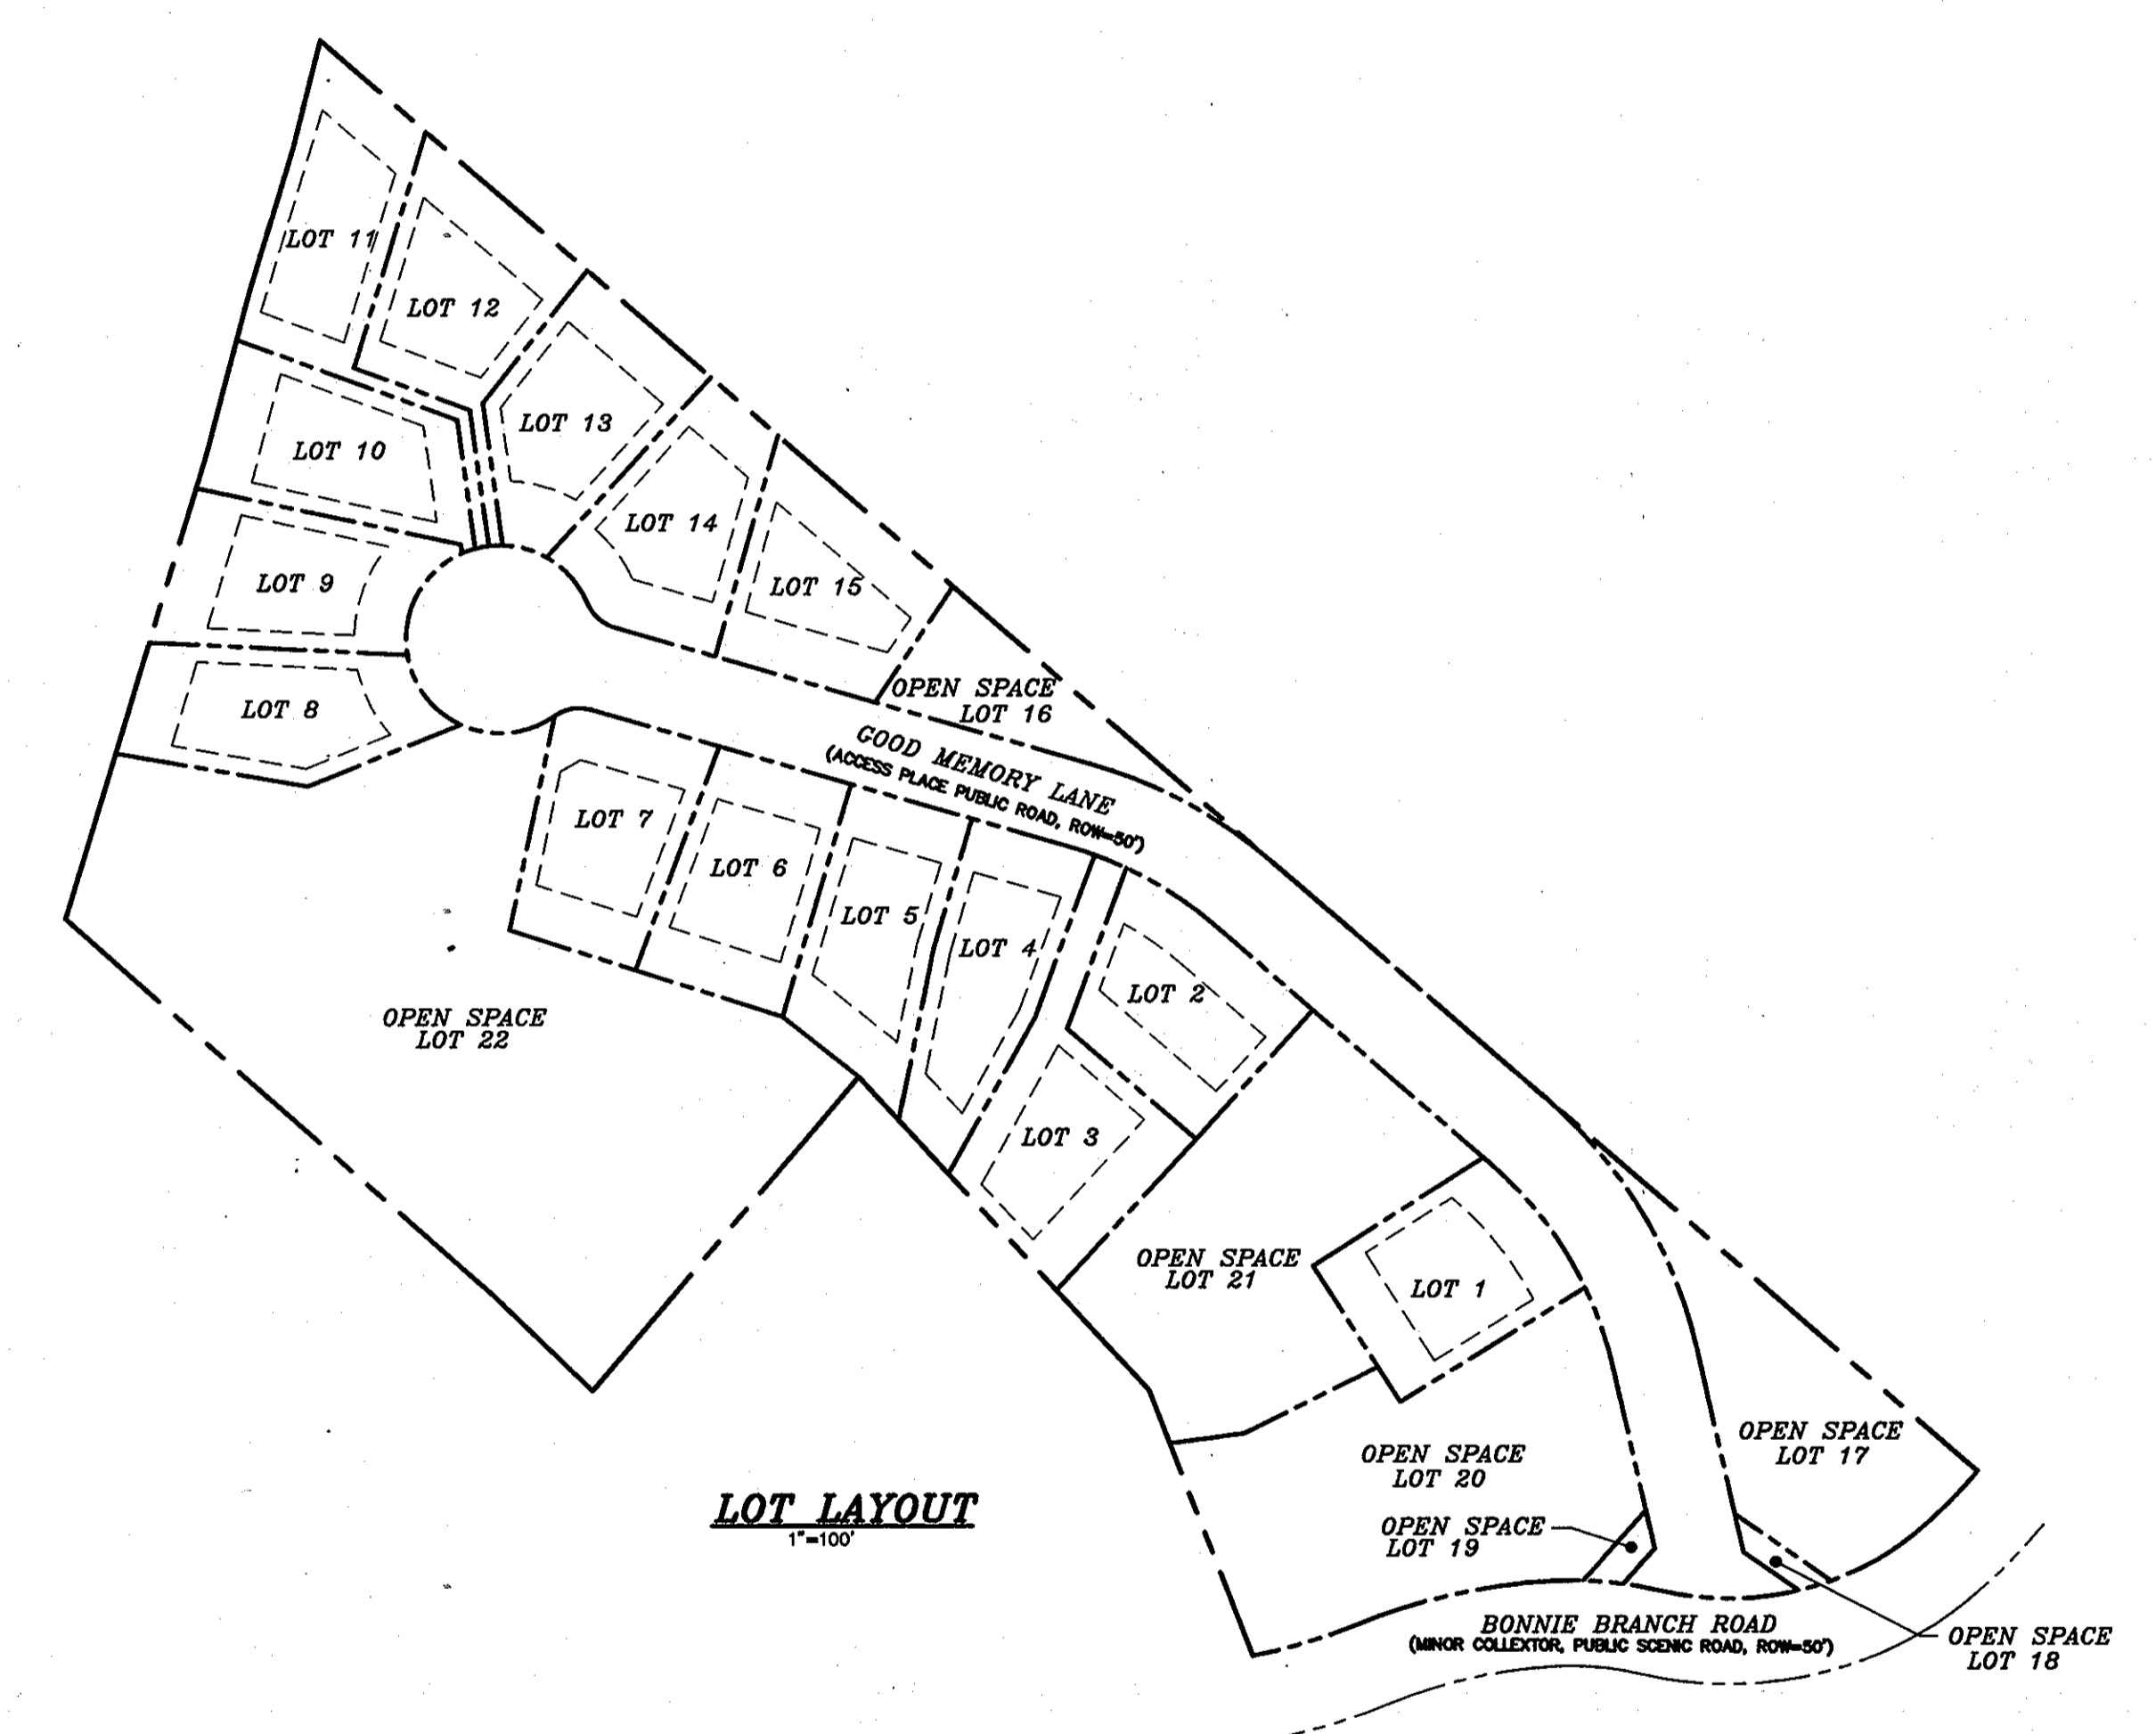 LOT 11
LOT 12
LOT 13
LOT 10
LOT 14
LOT 9
LOT 15
LOT 8
OPEN SPACE
LOT 16
GOOD MEMORY LANE
(ACCESS PLACE PUBLIC ROAD, ROW=50')
LOT 7
LOT 6
LOT 5
LOT 4
LOT 2
OPEN SPACE
LOT 22
LOT 3
OPEN SPACE
LOT 21
LOT 1
OPEN SPACE
LOT 17
OPEN SPACE
LOT 20
LOT LAYOUT
1"=100'
OPEN SPACE
LOT 19
BONNIE BRANCH ROAD
(MINOR COLLEXTOR, PUBLIC SCENIC ROAD, ROW=50')
OPEN SPACE
LOT 18